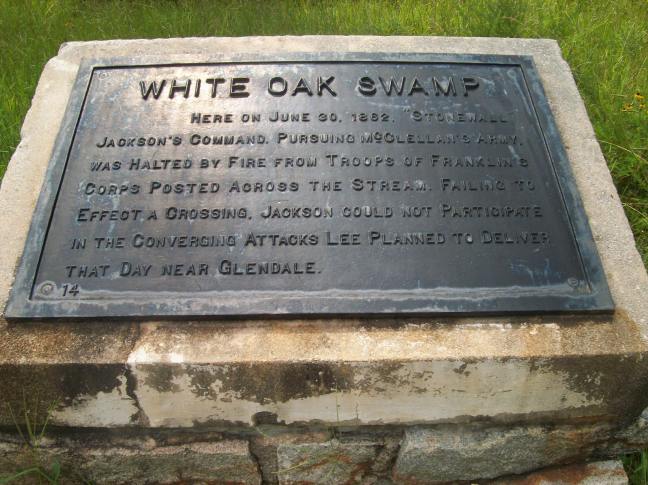 WHITE OAK SWAMP
HERE ON JUNE 30, 1862, "STONEWALL"
JACKSON'S COMMAND, PURSUING McCLELLAN'S ARMY,
WAS HALTED BY FIRE FROM TROOPS OF FRANKLIN'S
CORPS POSTED ACROSS THE STREAM. FAILING TO
EFFECT A CROSSING, JACKSON COULD NOT PARTICIPATE
IN THE CONVERGING ATTACKS LEE PLANNED TO DELIVER
THAT DAY NEAR GLENDALE.
14